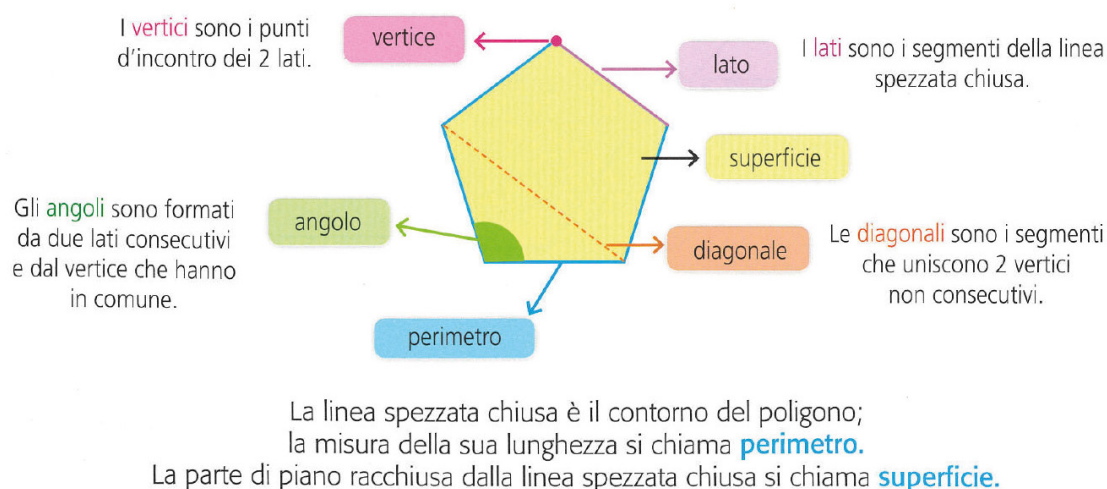 I vertici sono i punti
d'incontro dei 2 lati.
vertice
lato
I lati sono i segmenti della linea
spezzata chiusa.
superficie
Gli angoli sono formati
da due lati consecutivi
e dal vertice che hanno
in comune.
angolo
diagonale
Le diagonali sono i segmenti
che uniscono 2 vertici
non consecutivi.
perimetro
La linea spezzata chiusa è il contorno del poligono;
la misura della sua lunghezza si chiama perimetro.
La parte di piano racchiusa dalla linea spezzata chiusa si chiama superficie.